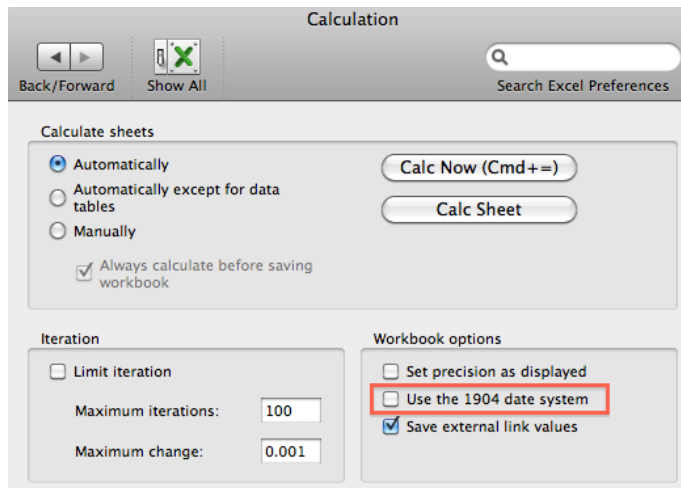 Calculation
Back/Forward
Show All
Search Excel Preferences
Calculate sheets
Automatically
Automatically except for data
tables
Manually
Always calculate before saving
workbook
Calc Now (Cmd+=)
Calc Sheet
Iteration
Limit iteration
Maximum iterations:
100
Maximum change:
0.001
Workbook options
Set precision as displayed
Use the 1904 date system
Save external link values